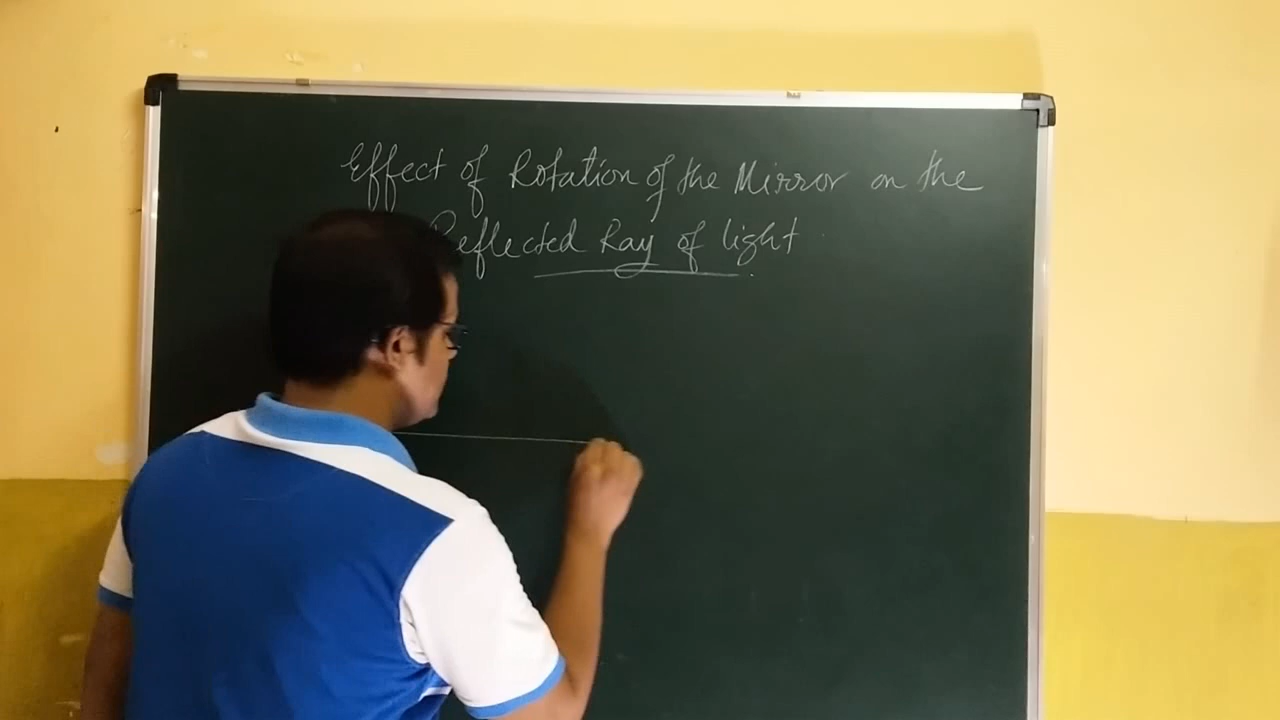 Effect of Rotation of the Mirror on the
Reflected Ray of light